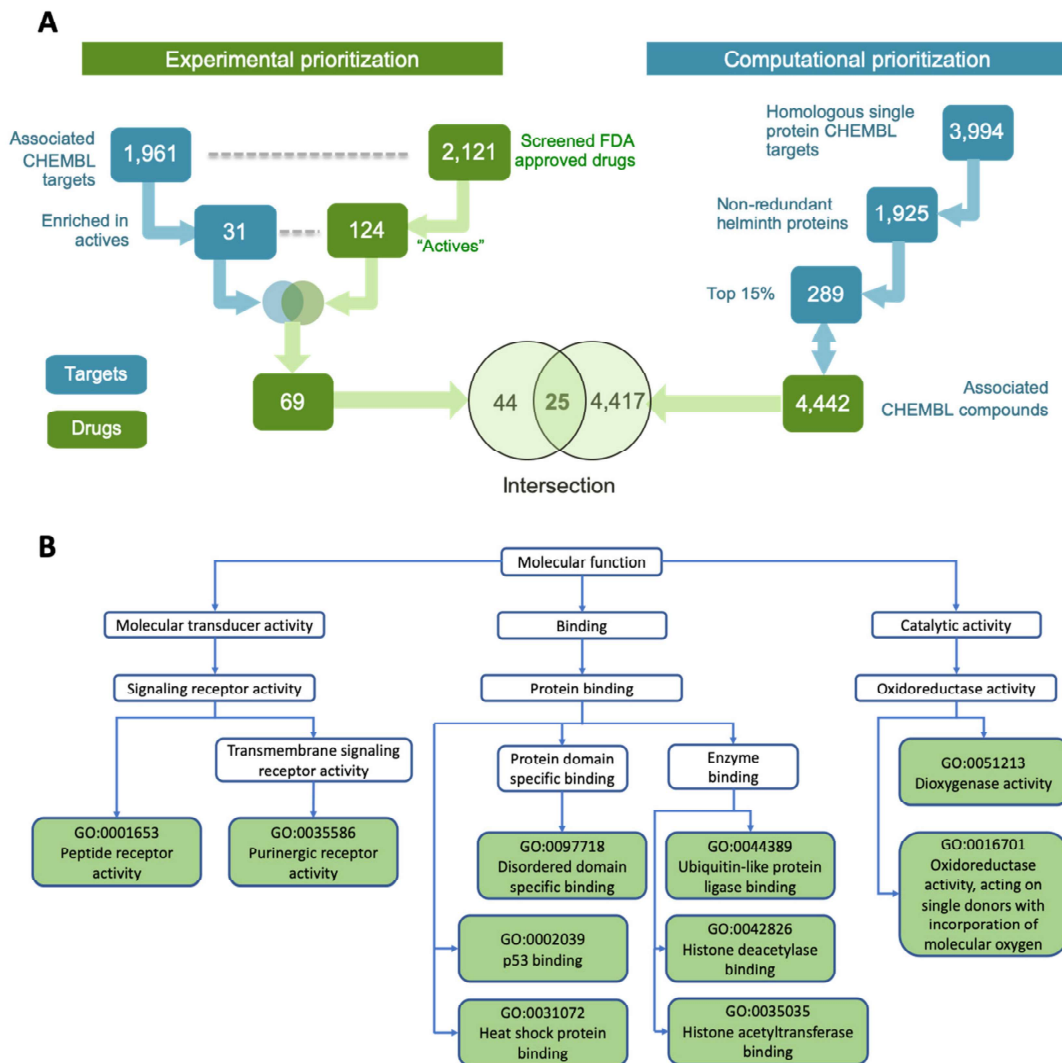 A
Experimental prioritization
Computational prioritization
Associated
CHEMBL
targets
1,961
2,121
Screened FDA
approved drugs
Homologous single
protein CHEMBL
targets
3,994
Enriched in
actives
31
124
"Actives"
Non-redundant
helminth proteins
1,925
Top 15%
289
Targets
Drugs
69
44
25
4,417
4,442
Associated
CHEMBL compounds
Intersection
B
Molecular function
Molecular transducer activity
Binding
Catalytic activity
Signaling receptor activity
Protein binding
Oxidoreductase activity
Transmembrane signaling
receptor activity
Protein domain
specific binding
Enzyme
binding
GO:0051213
Dioxygenase activity
GO:0001653
Peptide receptor
activity
GO:0035586
Purinergic receptor
activity
GO:0097718
Disordered domain
specific binding
GO:0044389
Ubiquitin-like protein
ligase binding
GO:0016701
Oxidoreductase
activity, acting on
single donors with
incorporation of
molecular oxygen
GO:0002039
p53 binding
GO:0042826
Histone deacetylase
binding
GO:0031072
Heat shock protein
binding
GO:0035035
Histone acetyltransferase
binding